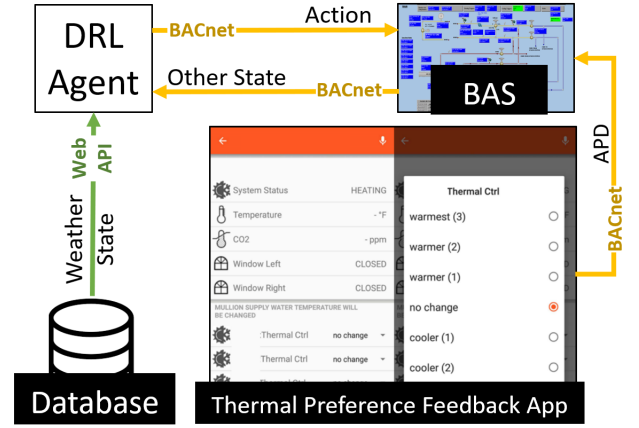 DRL
Agent
BACnet
Action
Other State
BACnet
BAS
Web
API
Weather
State
Database
APD
BACnet
System Status
HEATING
Temperature
- °F
CO2
- ppm
Window Left
CLOSED
Window Right
CLOSED
MULLION SUPPLY WATER TEMPERATURE WILL
BE CHANGED
:Thermal Ctrl
no change
Thermal Ctrl
no change
Thermal Ctrl
warmest (3)
warmer (2)
warmer (1)
no change
cooler (1)
cooler (2)
Thermal Preference Feedback App